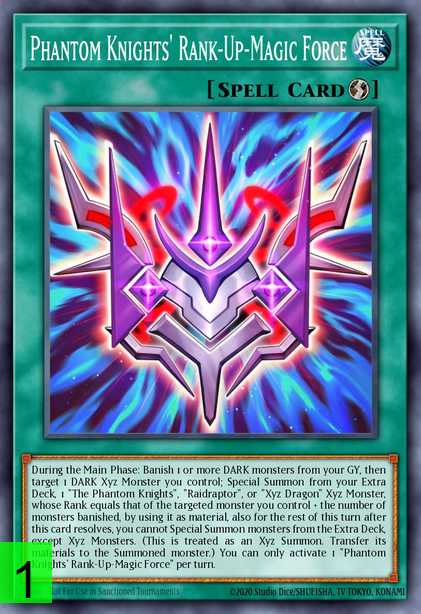 Phantom Knights' Rank-Up-Magic Force
SPELL
魔
[Spell Card]
During the Main Phase: Banish 1 or more DARK monsters from your GY, then
target 1 DARK Xyz Monster you control; Special Summon from your Extra
Deck, 1 "The Phantom Knights", "Raidraptor", or "Xyz Dragon" Xyz Monster,
whose Rank equals that of the targeted monster you control + the number of
monsters banished, by using it as material, also for the rest of this turn after
this card resolves, you cannot Special Summon monsters from the Extra Deck,
except Xyz Monsters. (This is treated as an Xyz Summon. Transfer its
materials to the Summoned monster.) You can only activate 1 "Phantom
Knights' Rank-Up-Magic Force" per turn.
1
For Use in Sanctioned Tournaments
©2020 Studio Dice/SHUEISHA, TV TOKYO, KONAMI